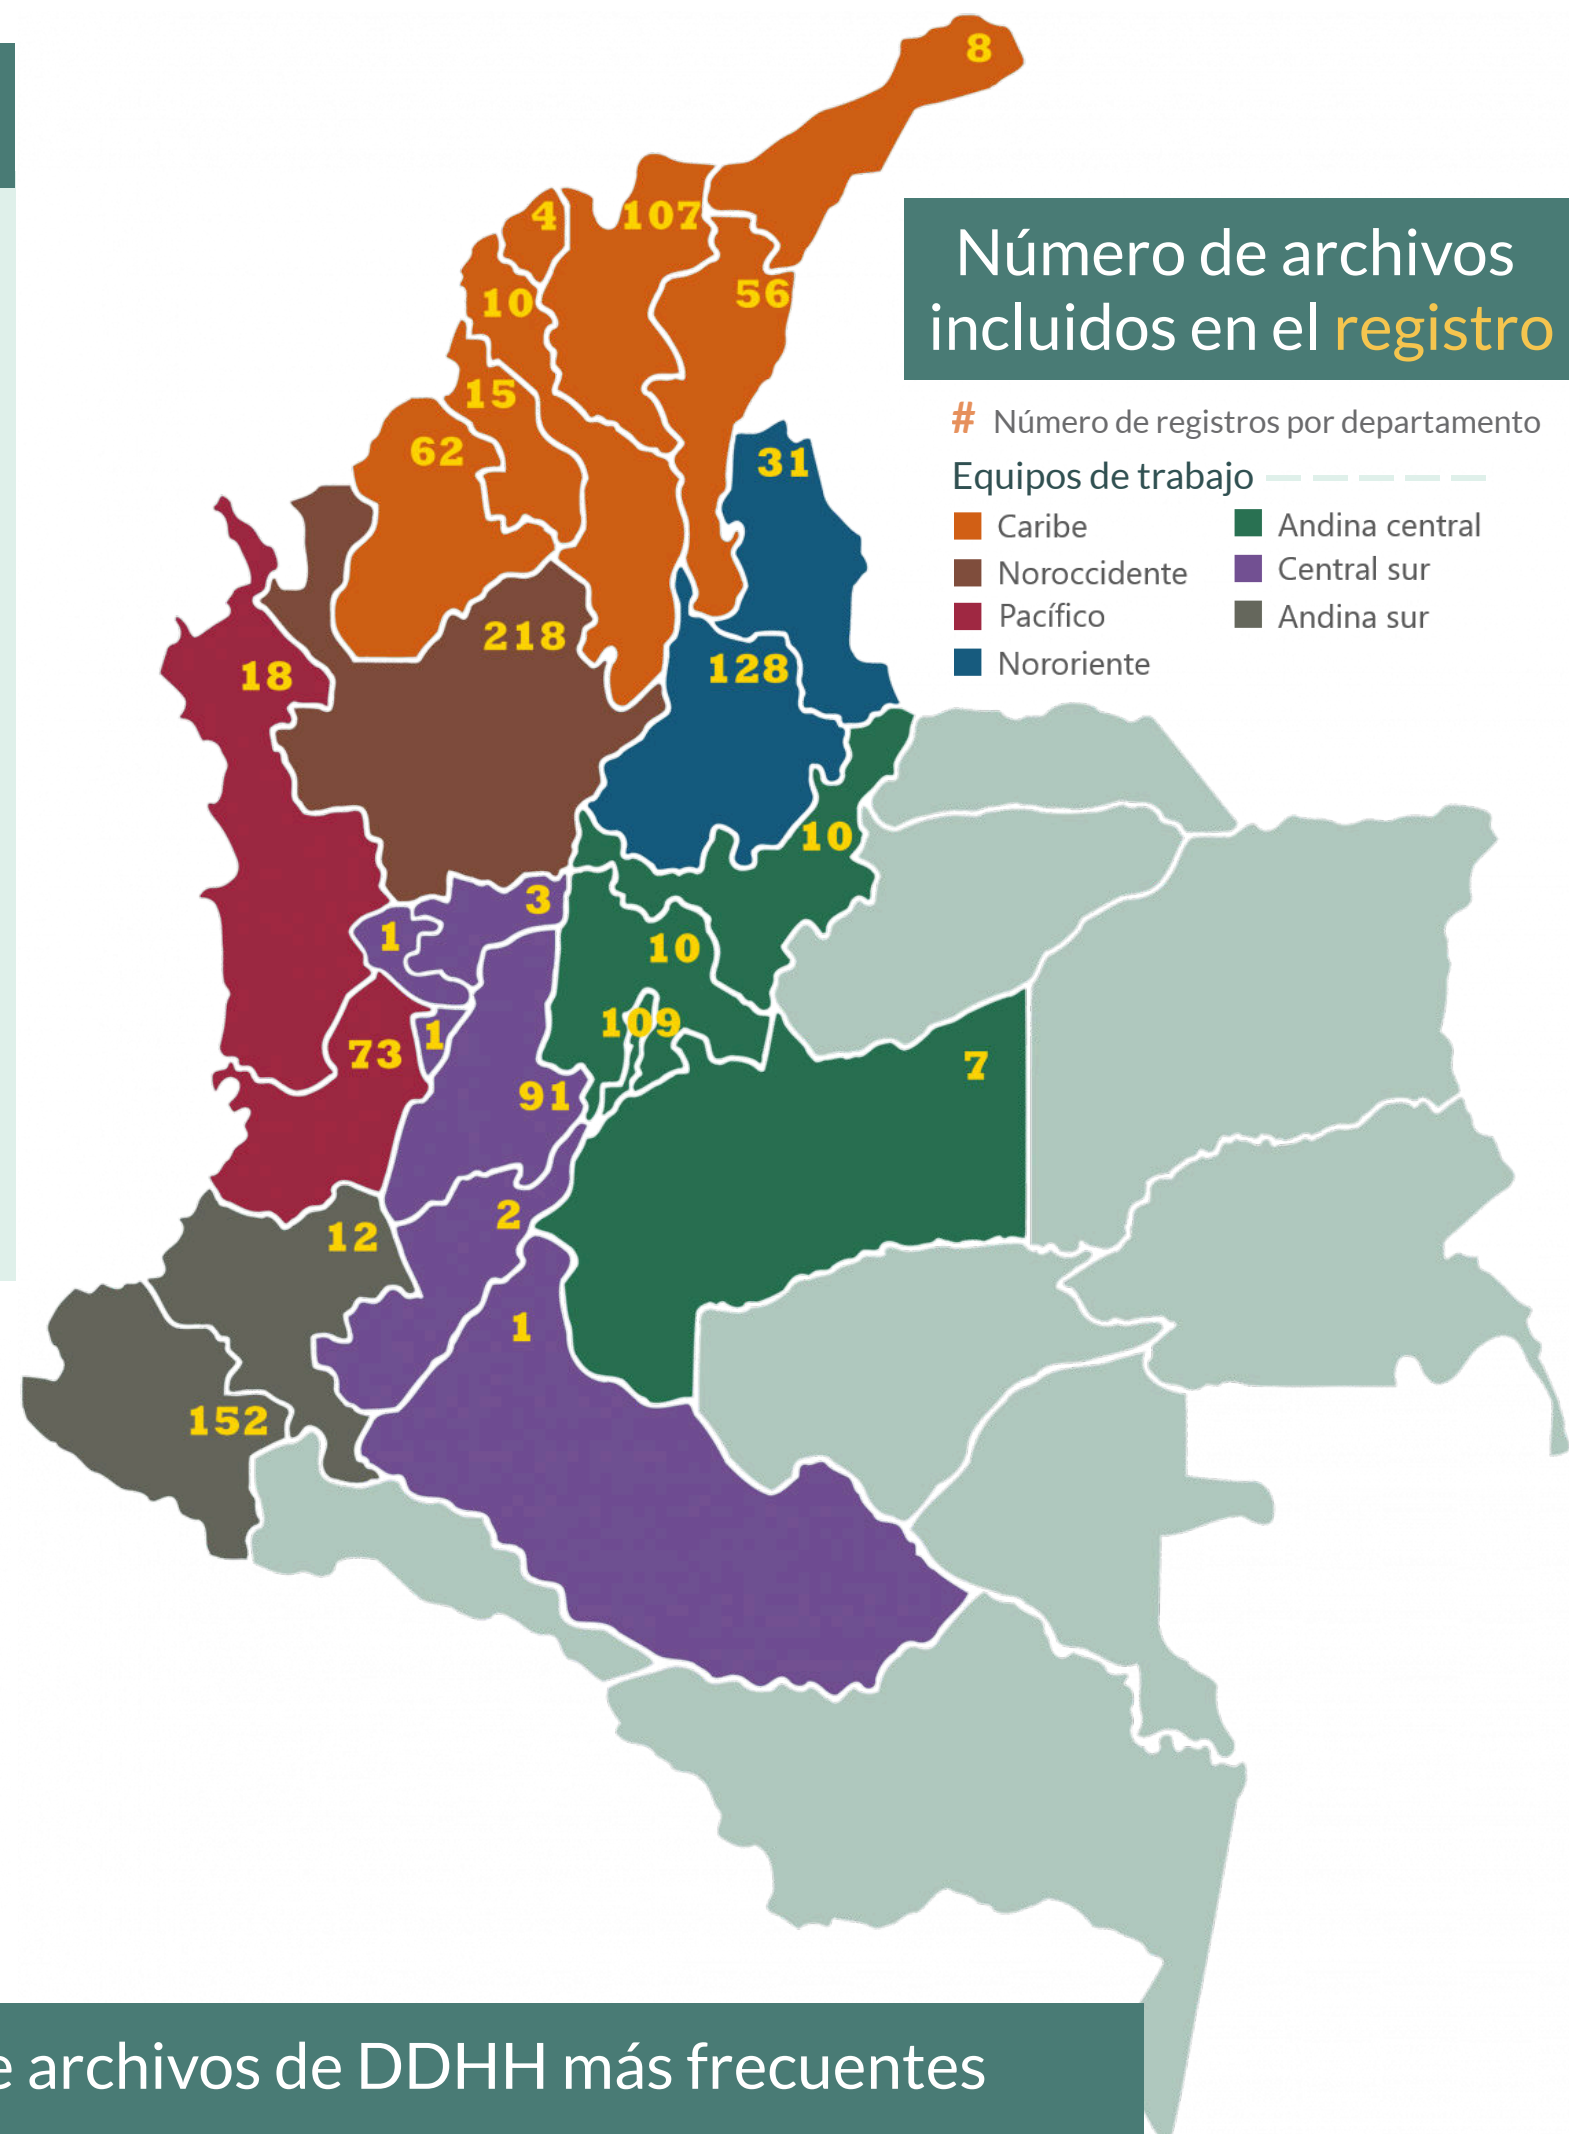 8
4
107
10
56
Número de archivos
incluidos en el registro
15
# Número de registros por departamento
62
31
Equipos de trabajo
Caribe
Andina central
Noroccidente
Central sur
Pacífico
Andina sur
Nororiente
218
128
18
10
3
1
10
109
1
73
7
91
2
12
1
152
archivos de DDHH más frecuentes